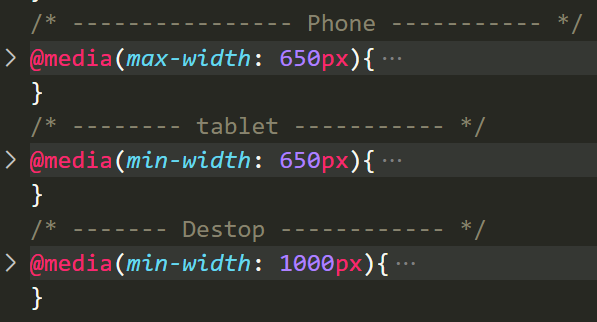 /* ---------------- Phone ----------- */
@media(max-width: 650px){···
}
/* -------- tablet ----------- */
@media(min-width: 650px){···
}
/* ------- Destop ------------ */
@media(min-width: 1000px){···
}